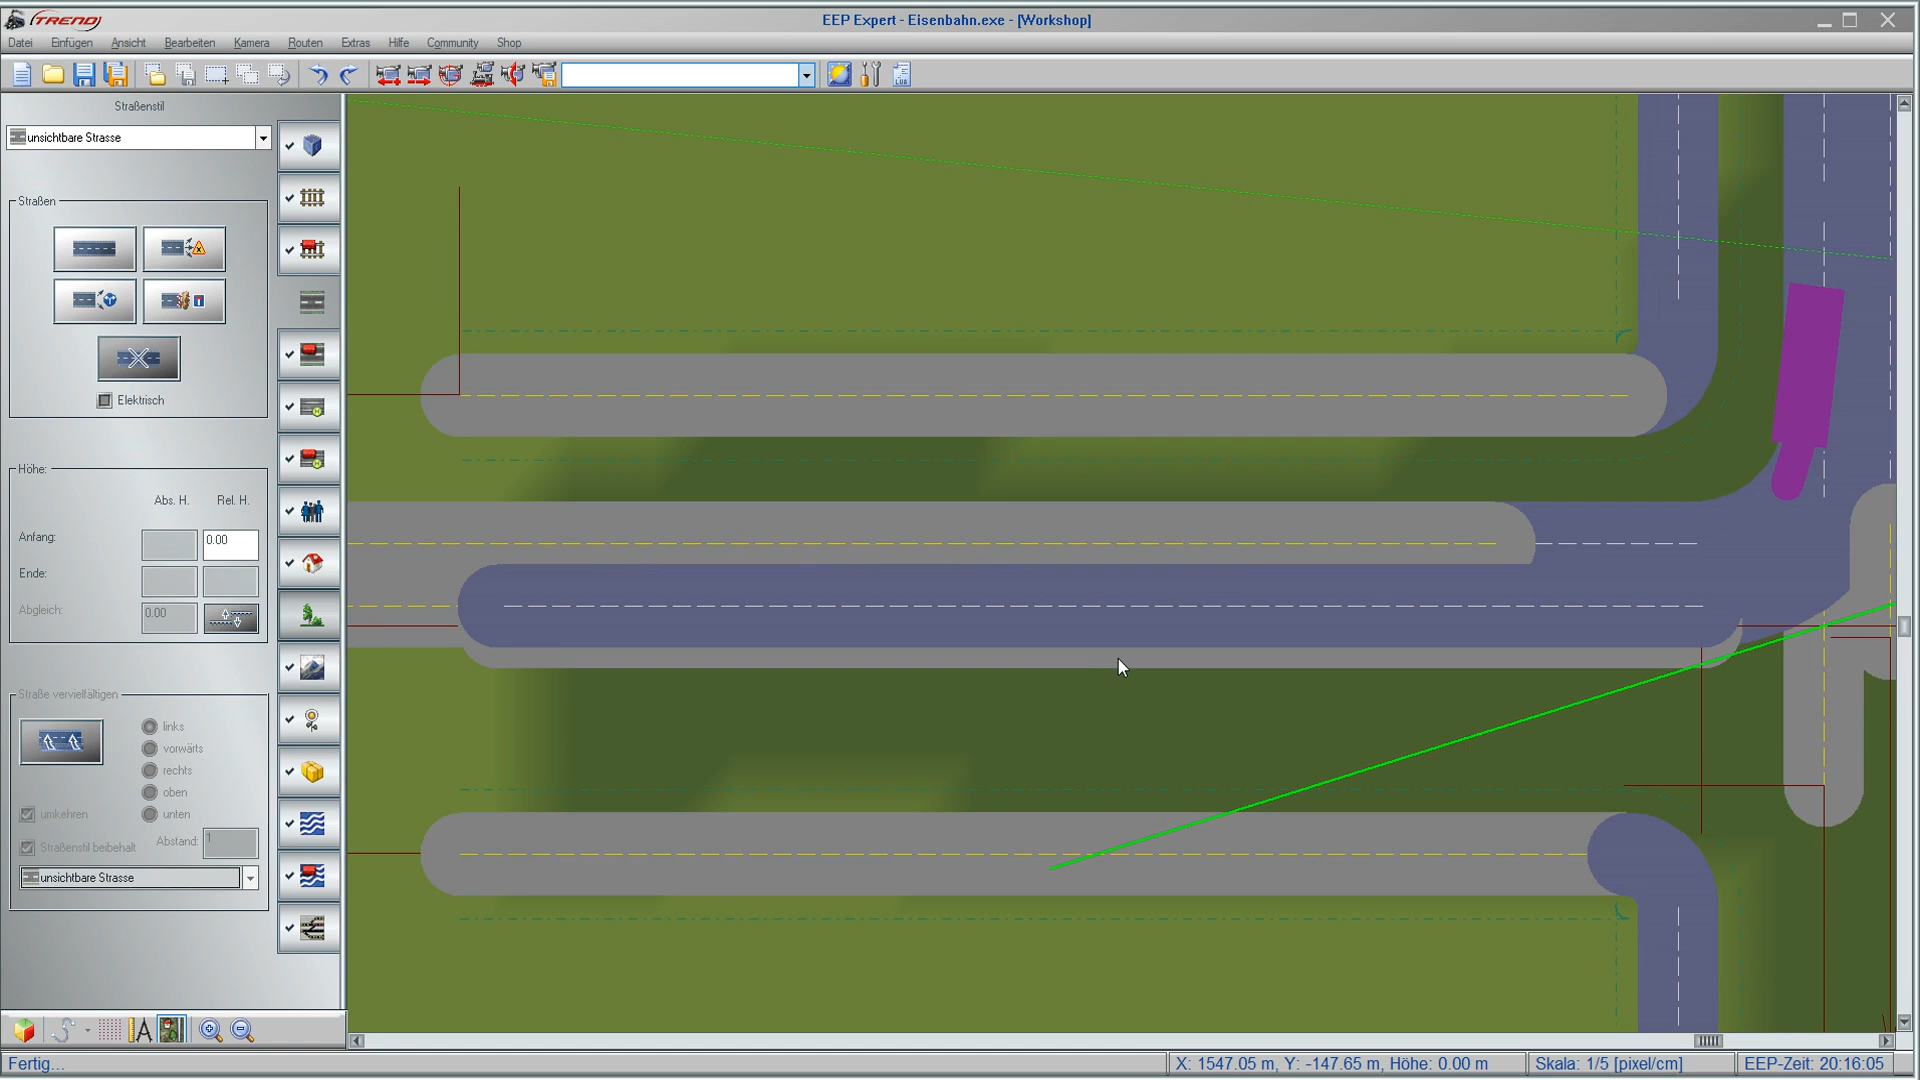 TREND
EEP Expert - Eisenbahn.exe - [Workshop]
Datei Einfügen Ansicht Bearbeiten Kamera Routen Extras Hilfe Community Shop
LUA
Straßenstil
unsichtbare Strasse
Straßen
Elektrisch
Höhe:
Abs. H. Rel. H.
Anfang: 0.00
Ende:
Abgleich: 0.00
Straße vervielfältigen
links
vorwärts
rechts
oben
umkehren unten
Straßenstil beibehalt Abstand: 1
unsichtbare Strasse
Fertig... X: 1547.05 m, Y: -147.65 m, Höhe: 0.00 m Skala: 1/5 [pixel/cm] EEP-Zeit: 20:16:05